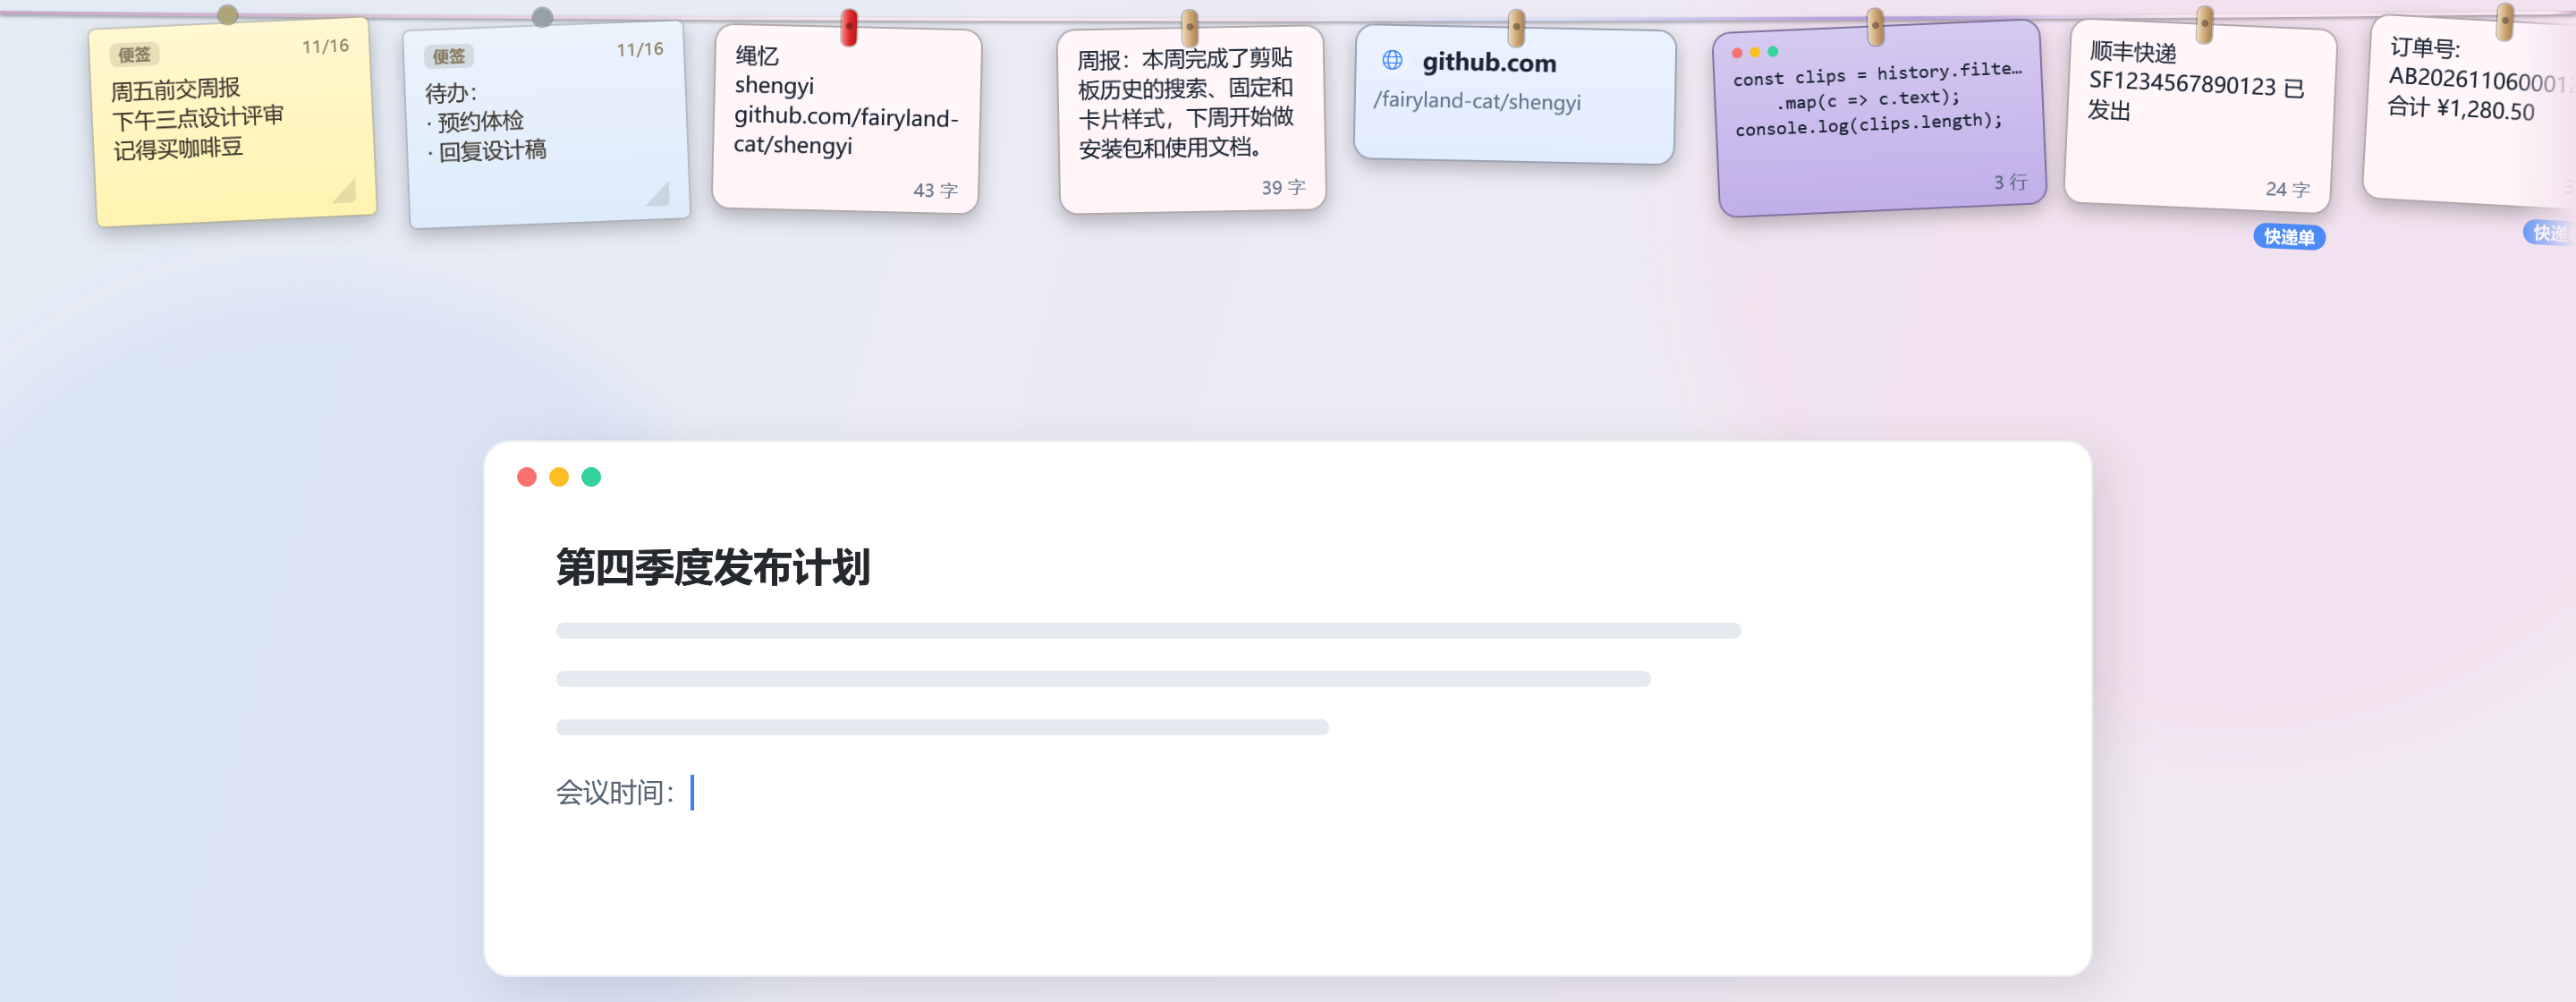 便签
11/16
周五前交周报
下午三点设计评审
记得买咖啡豆
便签
11/16
待办：
· 预约体检
· 回复设计稿
绳忆
shengyi
github.com/fairyland-
cat/shengyi
43 字
周报：本周完成了剪贴
板历史的搜索、固定和
卡片样式，下周开始做
安装包和使用文档。
39 字
github.com
/fairyland-cat/shengyi
const clips = history.filte…
.map(c => c.text);
console.log(clips.length);
3 行
顺丰快递
SF1234567890123 已
发出
24 字
快递单
订单号:
合计 ¥1,280.50
快递
第四季度发布计划
会议时间：